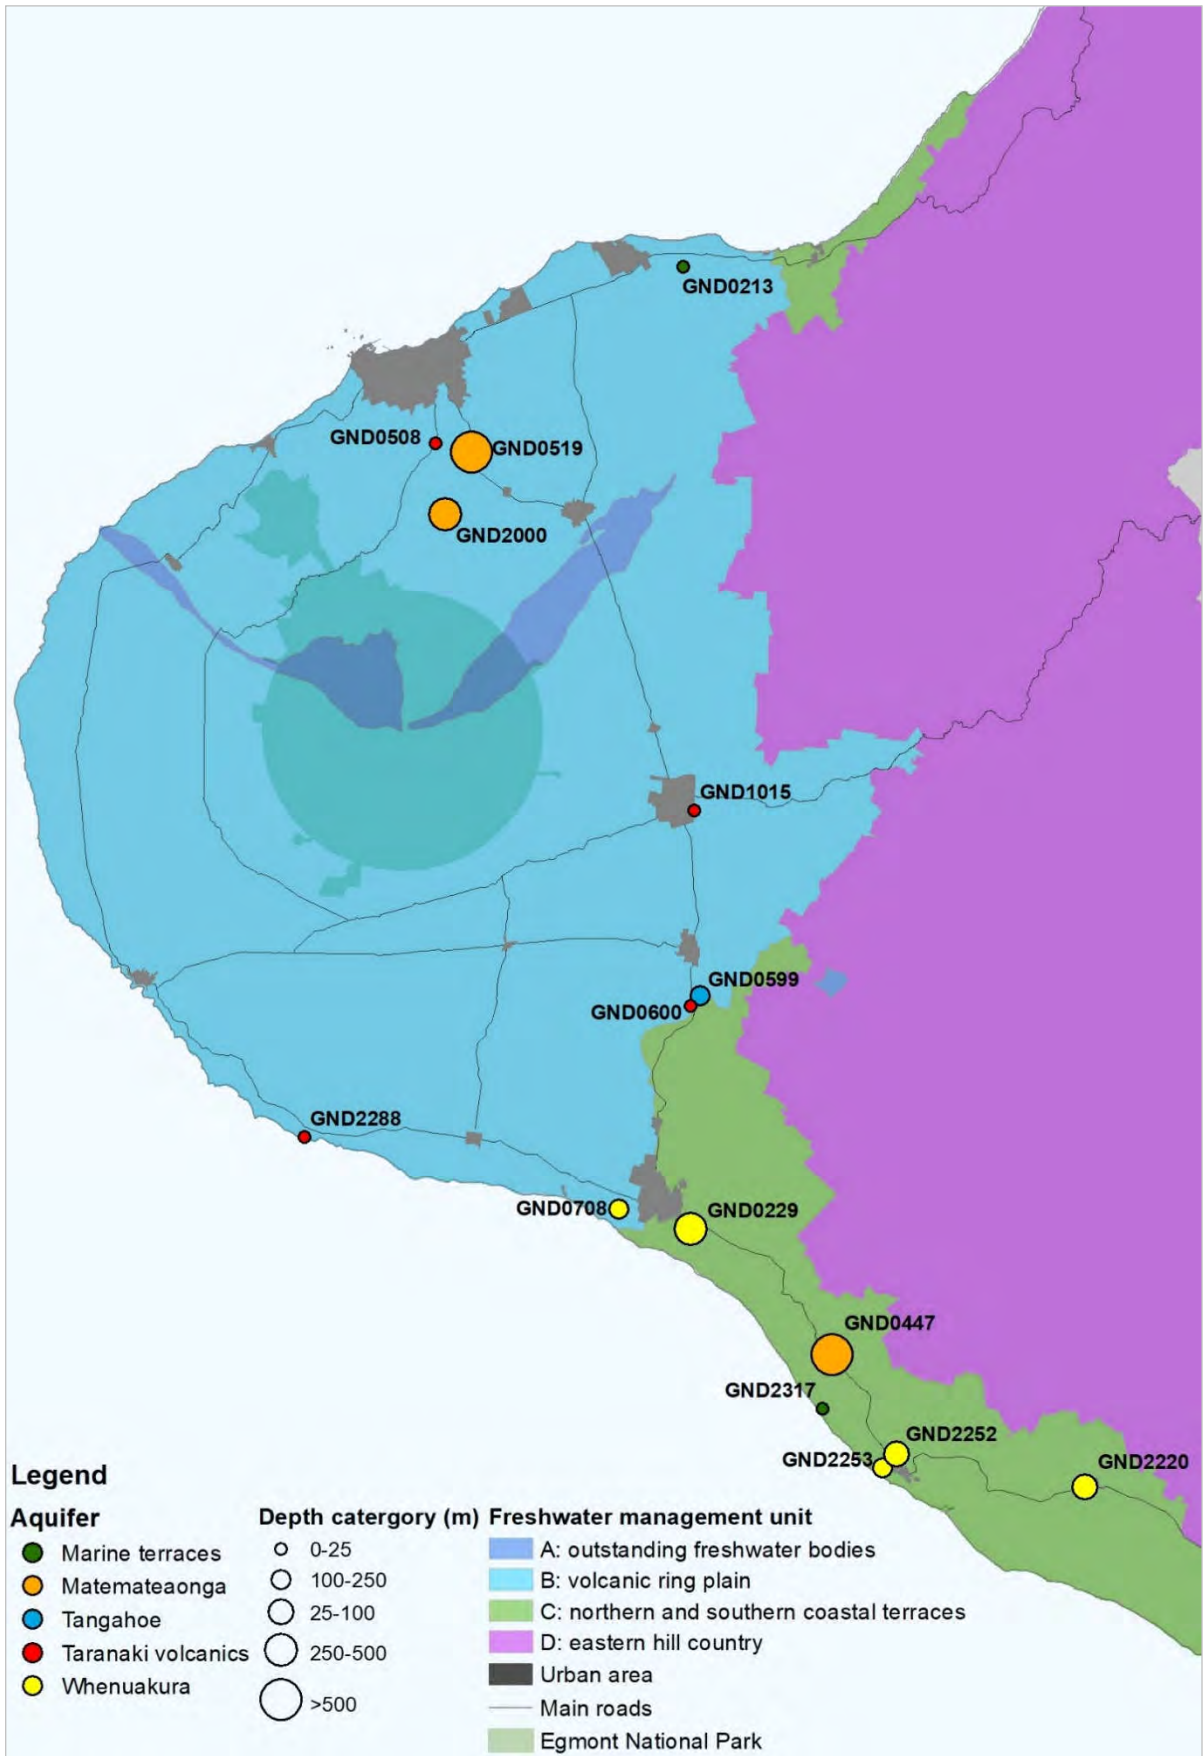 GND0213
GND0508
GND0519
GND2000
GND1015
GND0599
GND0600
GND2288
GND0708
GND0229
GND0447
GND2317
GND2252
GND2253
GND2220
Legend
Aquifer
Marine terraces
Matemateaonga
Tangahoe
Taranaki volcanics
Whenuakura
Depth catergory (m)
0-25
100-250
25-100
250-500
>500
Freshwater management unit
A: outstanding freshwater bodies
B: volcanic ring plain
C: northern and southern coastal terraces
D: eastern hill country
Urban area
Main roads
Egmont National Park